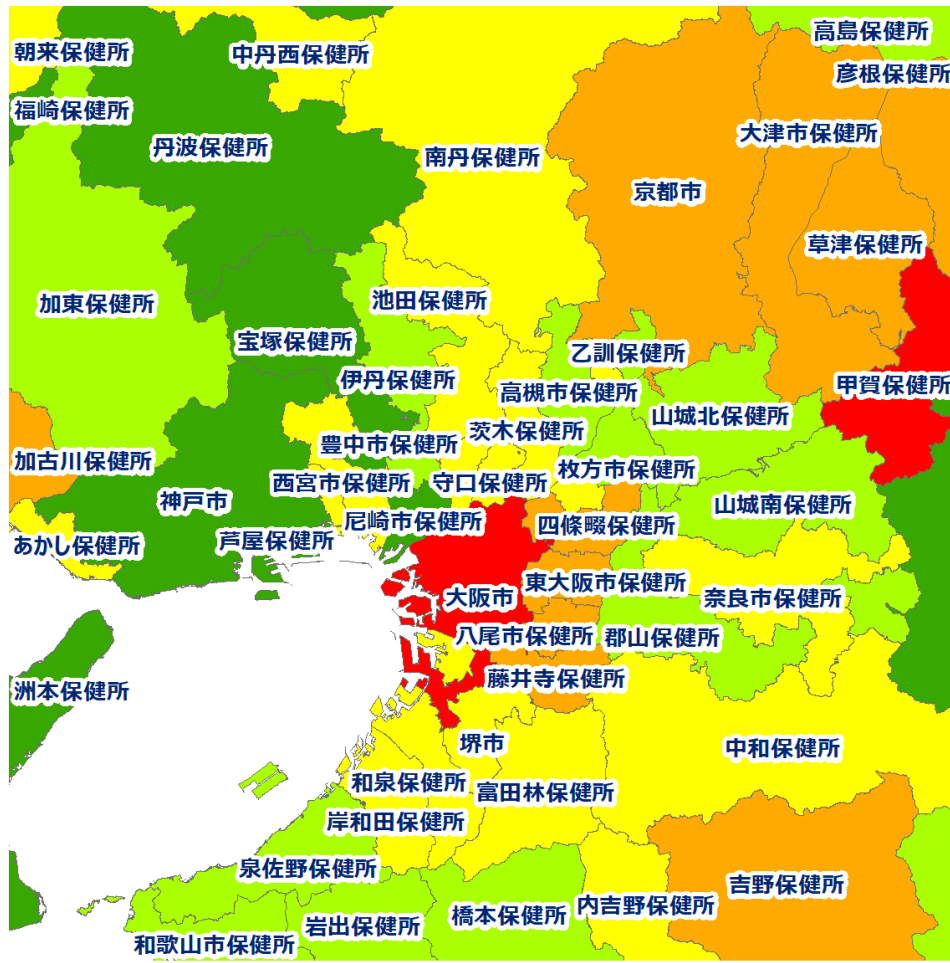 高島保健所
朝来保健所
中丹西保健所
彦根保健所
福崎保健所
大津市保健所
丹波保健所
南丹保健所
京都市
草津保健所
加東保健所
池田保健所
宝塚保健所
乙訓保健所
伊丹保健所
高槻市保健所
甲賀保健所
山城北保健所
茨木保健所
豊中市保健所
加古川保健所
枚方市保健所
西宮市保健所
守口保健所
神戸市
山城南保健所
尼崎市保健所
四條畷保健所
芦屋保健所
あかし保健所
東大阪市保健所
大阪市
奈良市保健所
八尾市保健所
郡山保健所
藤井寺保健所
洲本保健所
堺市
中和保健所
和泉保健所
富田林保健所
岸和田保健所
泉佐野保健所
吉野保健所
内吉野保健所
橋本保健所
岩出保健所
和歌山市保健所